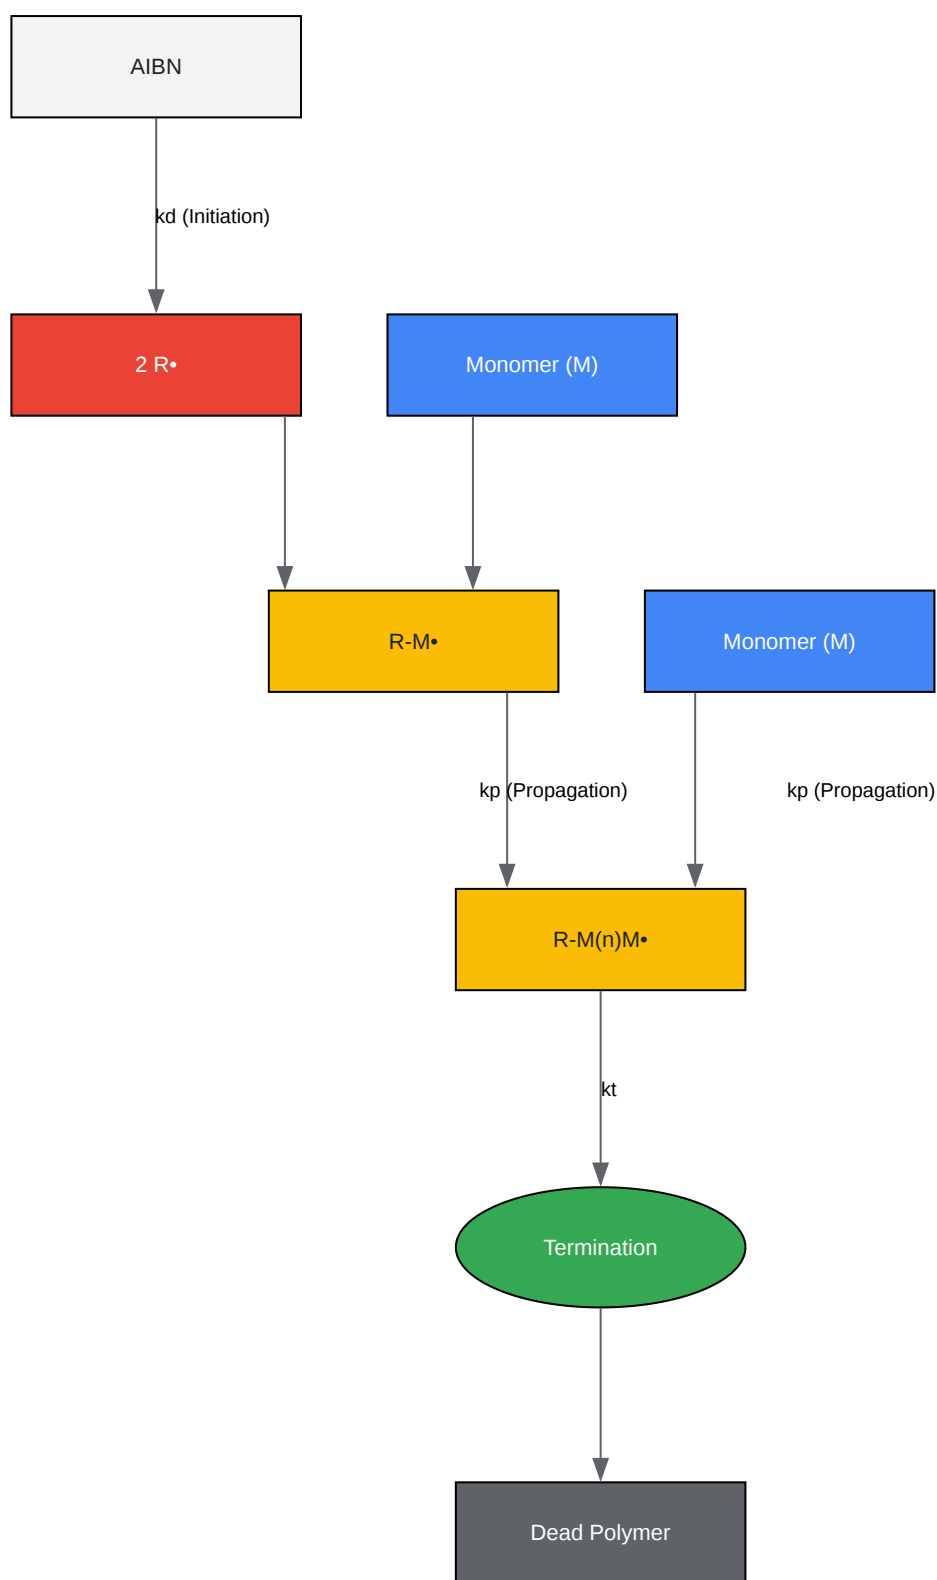 AIBN
kd (Initiation)
2 R•
Monomer (M)
R-M•
Monomer (M)
kp (Propagation)
kp (Propagation)
R-M(n)M•
kt
Termination
Dead Polymer